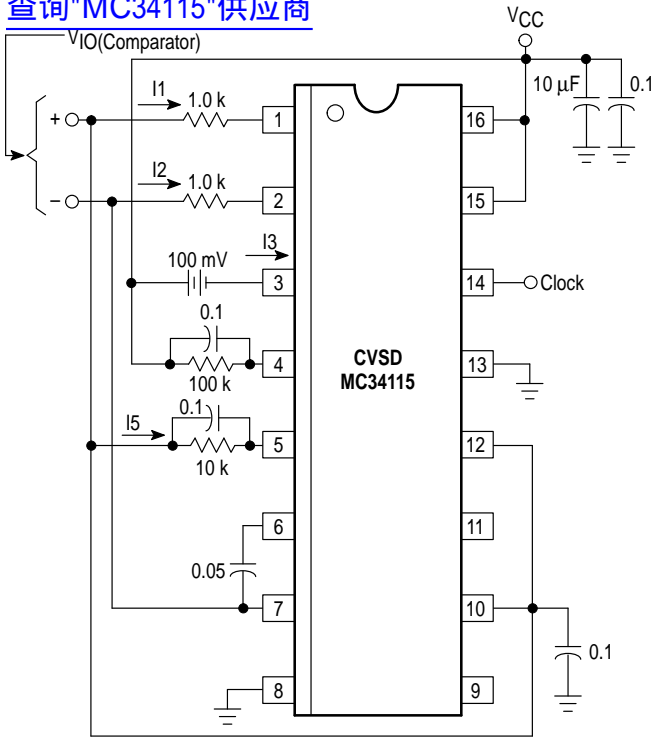 查询"MC34115"供应商
VIO(Comparator)
VCC
10 μF
0.1
I1
1.0 k
+
1
16
I2
1.0 k
–
2
15
I3
100 mV
3
14
Clock
0.1
4
100 k
CVSD
MC34115
13
I5
0.1
5
10 k
12
6
11
0.05
7
10
0.1
8
9